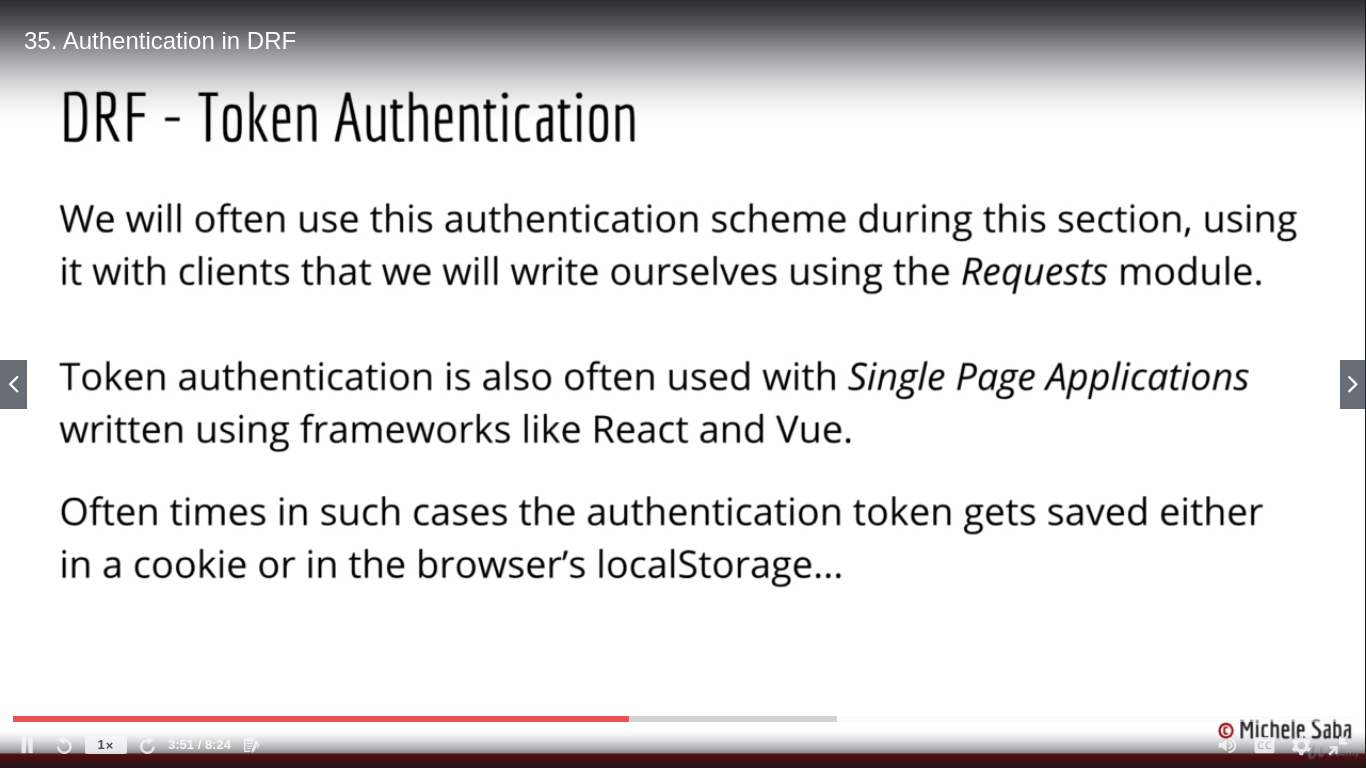 35. Authentication in DRF
DRF - Token Authentication
We will often use this authentication scheme during this section, using
it with clients that we will write ourselves using the Requests module.
Token authentication is also often used with Single Page Applications
written using frameworks like React and Vue.
Often times in such cases the authentication token gets saved either
in a cookie or in the browser’s localStorage...
© Michele Saba
1x
3:51 / 8:24
CC